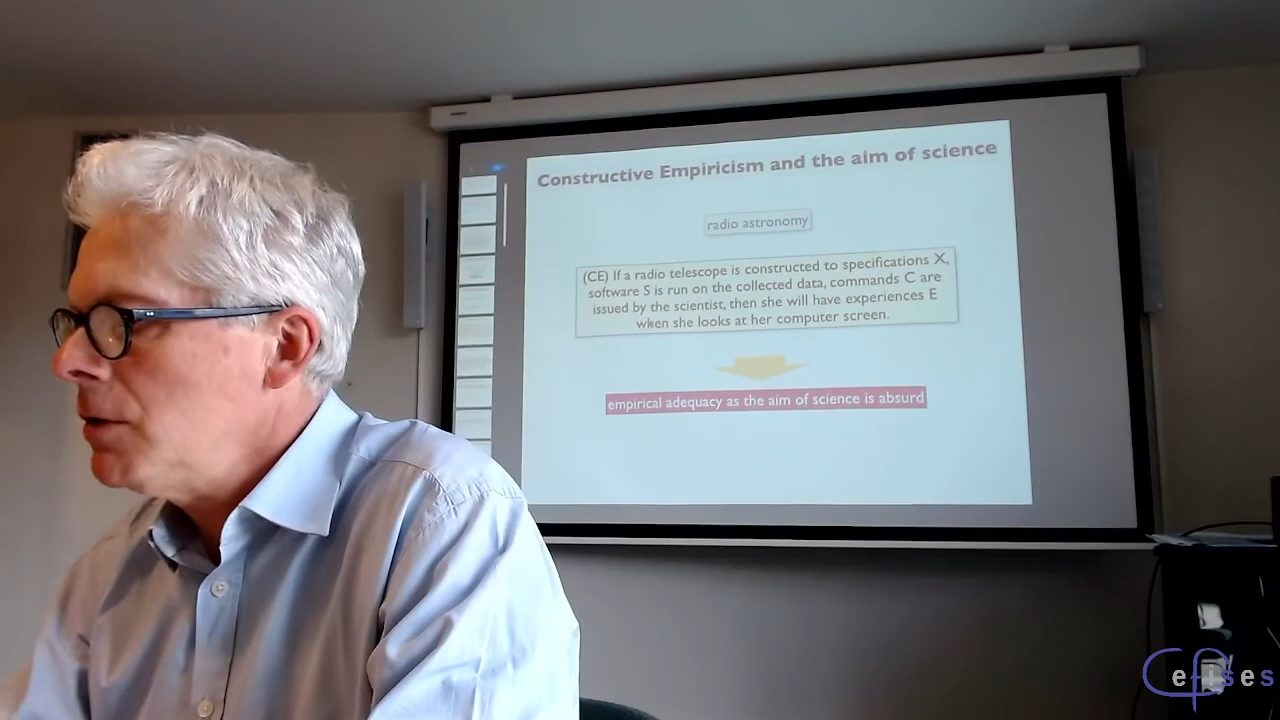 Constructive Empiricism and the aim of science
radio astronomy
(CE) If a radio telescope is constructed to specifications X,
software S is run on the collected data, commands C are
issued by the scientist, then she will have experiences E
when she looks at her computer screen.
empirical adequacy as the aim of science is absurd
Cefises